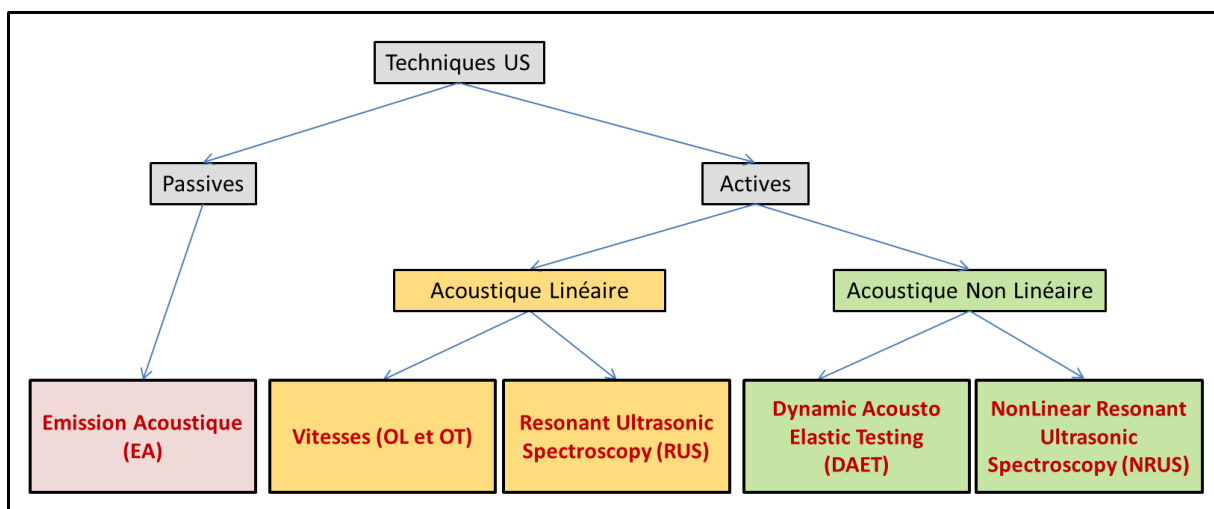 Techniques US
Passives
Actives
Acoustique Linéaire
Acoustique Non Linéaire
Emission Acoustique
(EA)
Vitesses (OL et OT)
Resonant Ultrasonic
Spectroscopy (RUS)
Dynamic Acousto
Elastic Testing
(DAET)
NonLinear Resonant
Ultrasonic
Spectroscopy (NRUS)